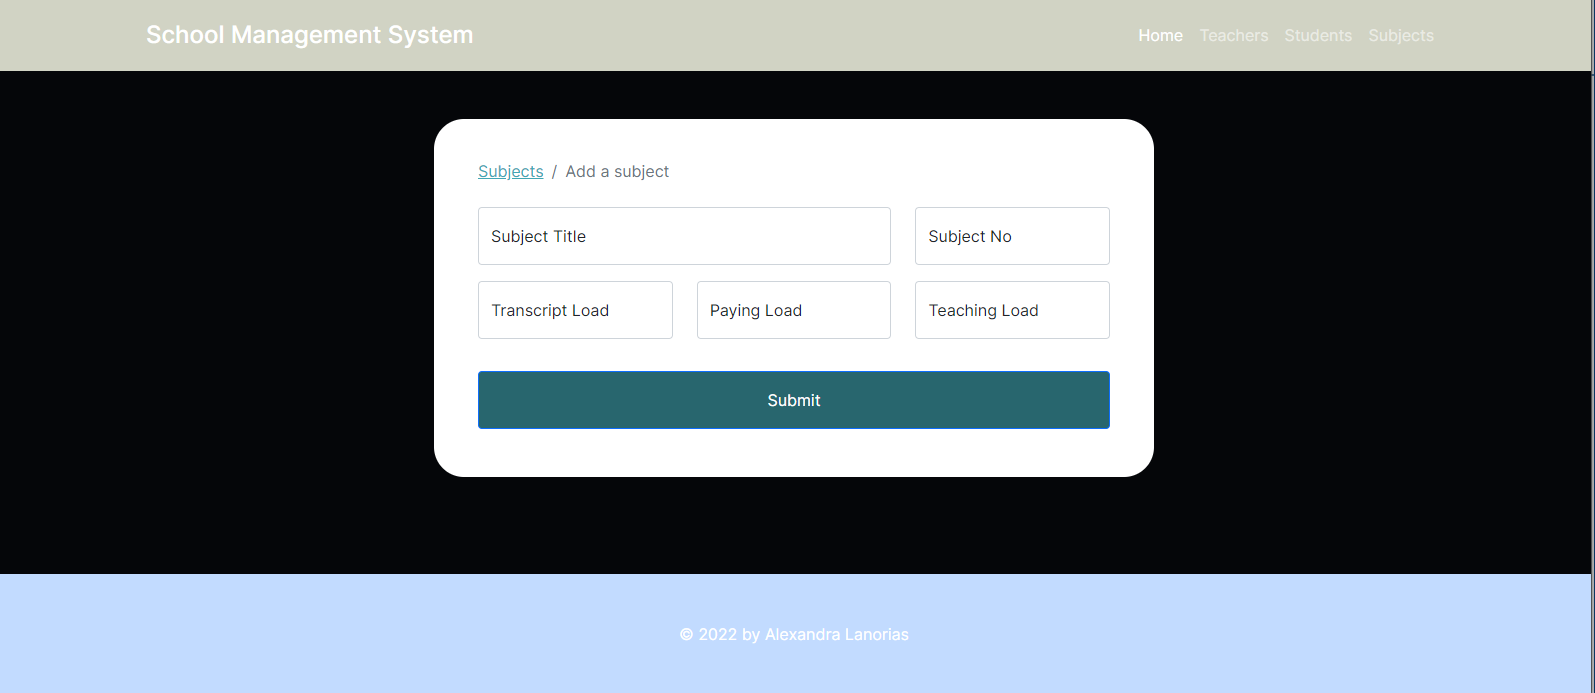 School Management System
Home Teachers Students Subjects
Subjects / Add a subject
Subject Title Subject No
Transcript Load Paying Load Teaching Load
Submit
© 2022 by Alexandra Lanorias